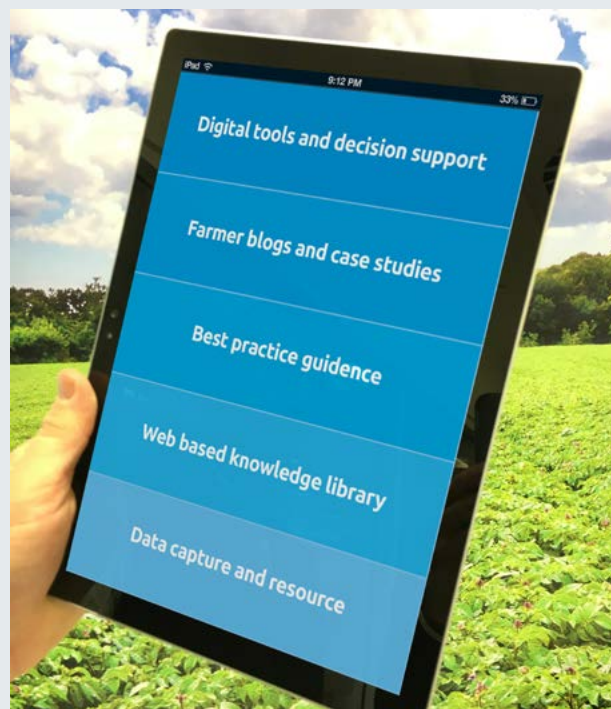 iPad 9:12 PM 33%
Digital tools and decision support
Farmer blogs and case studies
Best practice guidence
Web based knowledge library
Data capture and resource